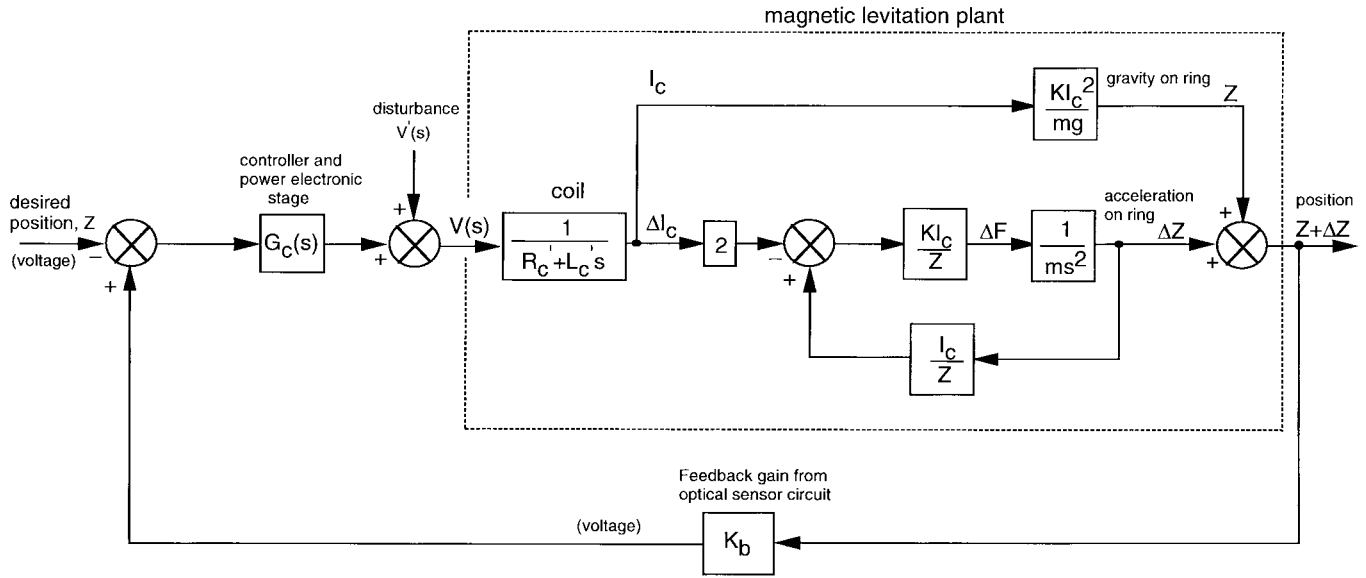 magnetic levitation plant
I_c
KI_c^2
mg
gravity on ring
Z
disturbance
V'(s)
controller and
power electronic
stage
desired
position, Z
(voltage)
−
+
G_c(s)
+
+
V(s)
coil
1
R_c'+L_c's
ΔI_c
2
−
+
KI_c
Z
ΔF
1
ms^2
acceleration
on ring
ΔZ
+
+
position
Z+ΔZ
I_c
Z
Feedback gain from
optical sensor circuit
(voltage)
K_b